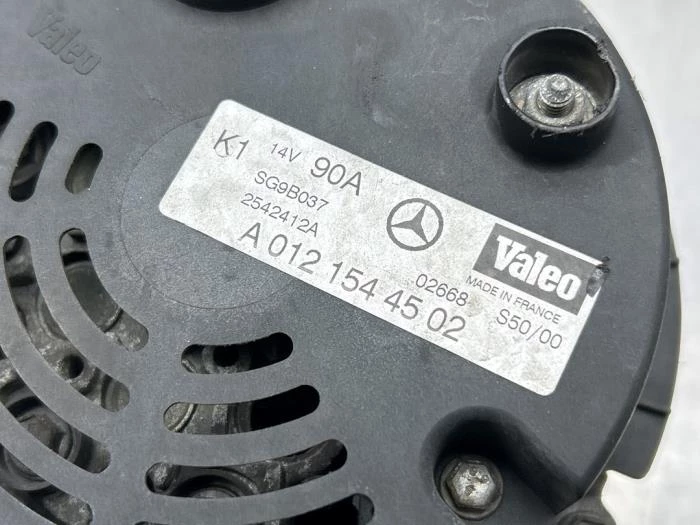 Valeo
K1 14V 90A
SG9B037
2542412A
A 012 154 45 02
02668
Valeo
MADE IN FRANCE
S50/00